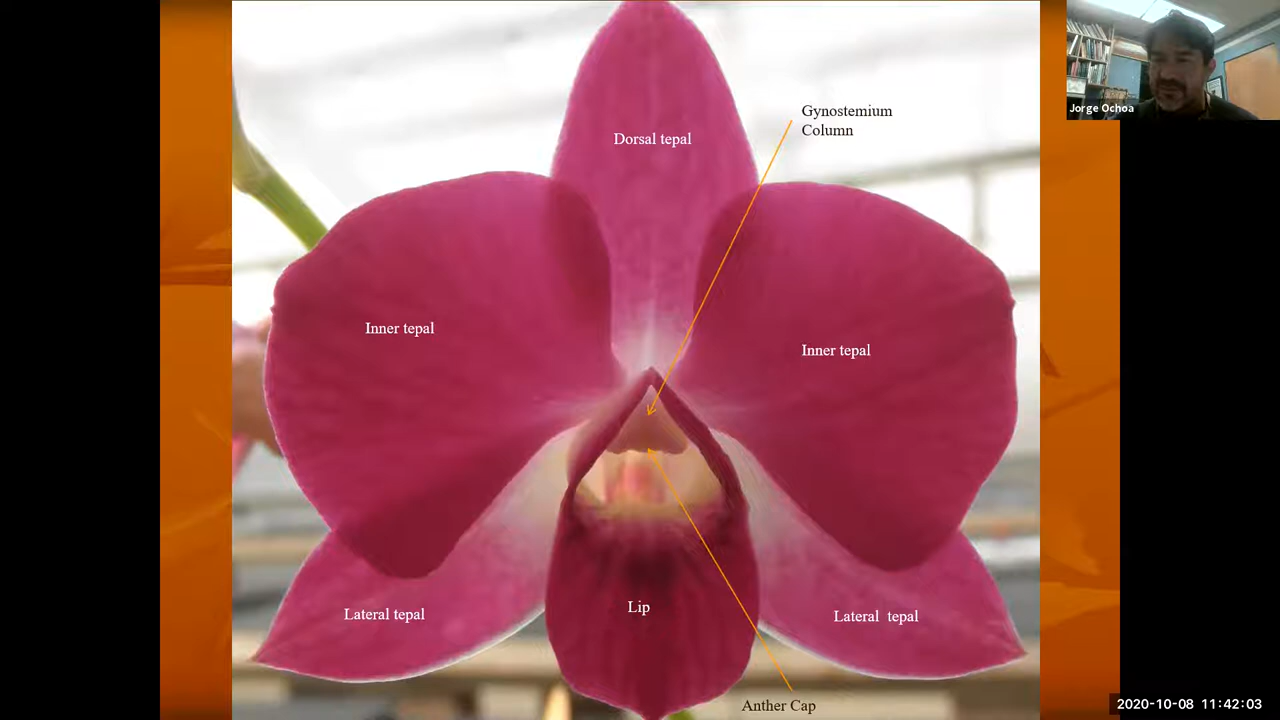 Jorge Ochoa
Gynostemium
Column
Dorsal tepal
Inner tepal
Inner tepal
Lip
Lateral tepal
Lateral tepal
Anther Cap
2020-10-08 11:42:03